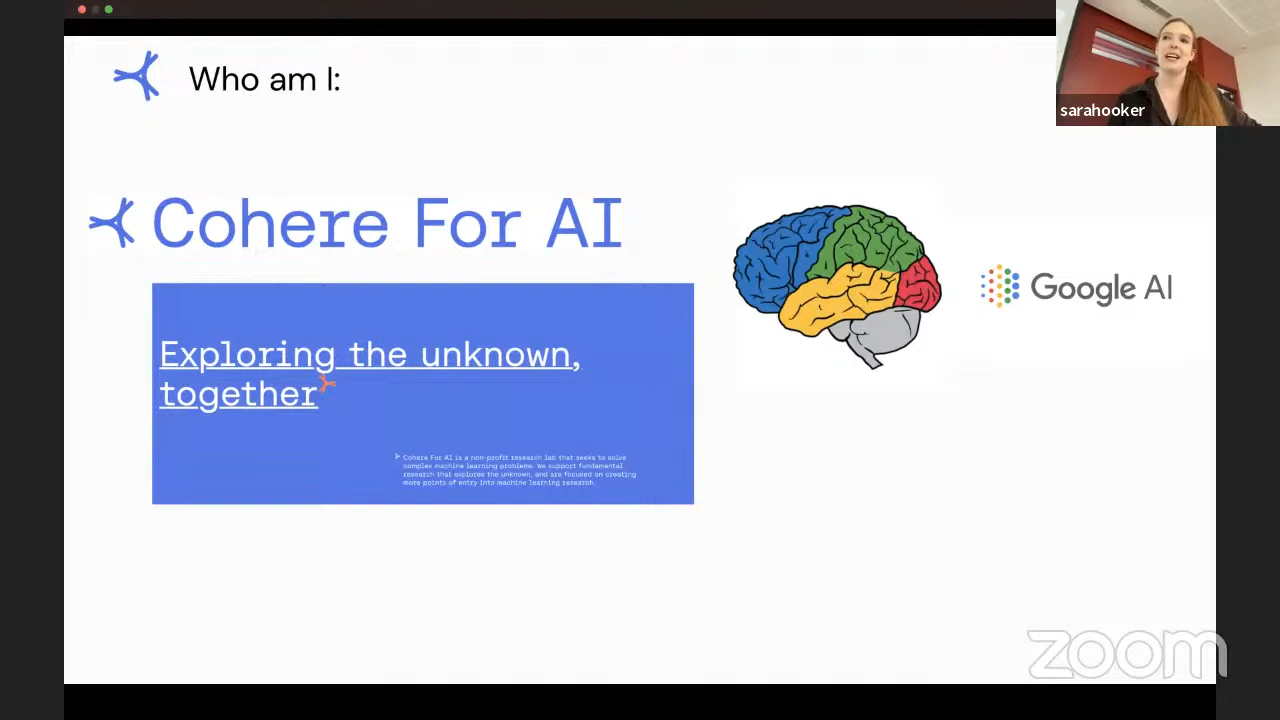 Who am I:
sarahooker
Cohere For AI
Google AI
Exploring the unknown,
together
Cohere For AI is a non-profit research lab that seeks to solve
complex machine learning problems. We support fundamental
research that explores the unknown, and are focused on creating
more points of entry into machine learning research.
zoom